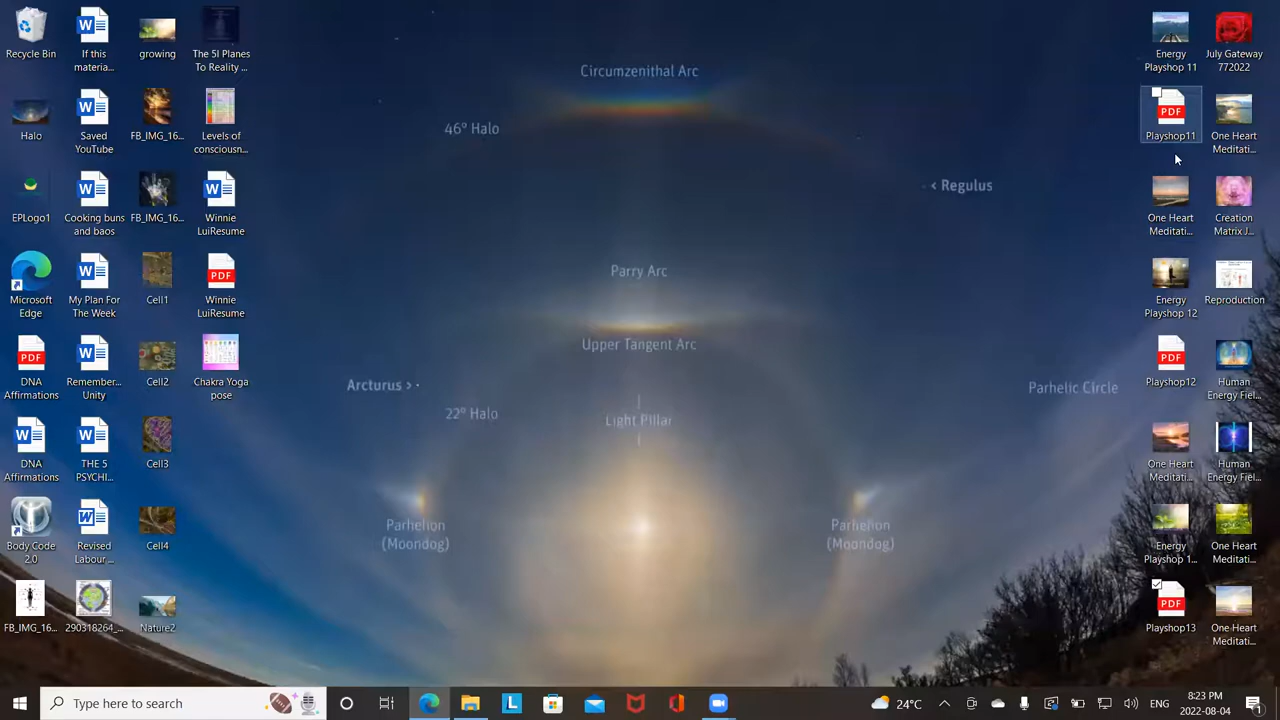 Recycle Bin
If this
materia...
growing
The 5I Planes
To Reality ...
Halo
Saved
YouTube
FB_IMG_16...
Levels of
consciousn...
EPLogo1
Cooking buns
and baos
FB_IMG_16...
Winnie
LuiResume
Microsoft
Edge
My Plan For
The Week
Cell1
PDF
Winnie
LuiResume
PDF
DNA
Affirmations
Remember...
Unity
Cell2
Chakra Yoga
pose
DNA
Affirmations
THE 5
PSYCHI...
Cell3
Body Code
2.0
Revised
Labour ...
Cell4
FB_IMG_16...
290318264_...
Nature2
Circumzenithal Arc
46° Halo
< Regulus
Parry Arc
Upper Tangent Arc
Arcturus >
Parhelic Circle
22° Halo
Light Pillar
Parhelion
(Moondog)
Parhelion
(Moondog)
Energy
Playshop 11
July Gateway
772022
PDF
Playshop11
One Heart
Meditati...
One Heart
Meditati...
Creation
Matrix J...
Energy
Playshop 12
Reproduction
PDF
Playshop12
Human
Energy Fiel...
One Heart
Meditati...
Human
Energy Fiel...
Energy
Playshop 1...
One Heart
Meditati...
PDF
Playshop13
One Heart
Meditati...
Type here to search
L
24°C
ENG
8:23 PM
2022-08-04